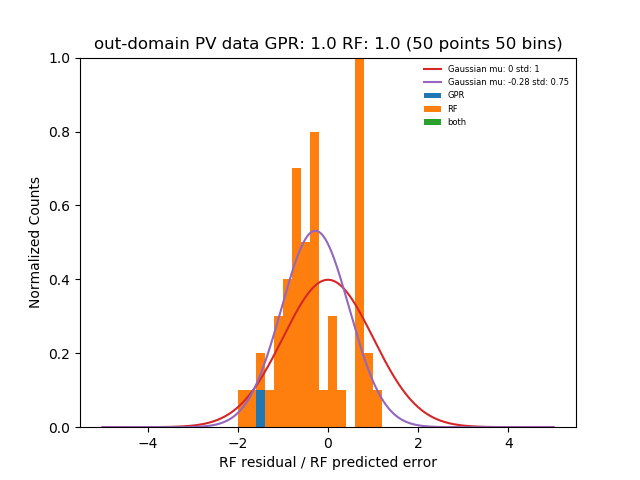 out-domain PV data GPR: 1.0 RF: 1.0 (50 points 50 bins)
Gaussian mu: 0 std: 1
Gaussian mu: -0.28 std: 0.75
GPR
RF
both
Normalized Counts
1.0
0.8
0.6
0.4
0.2
0.0
−4
−2
0
2
4
RF residual / RF predicted error